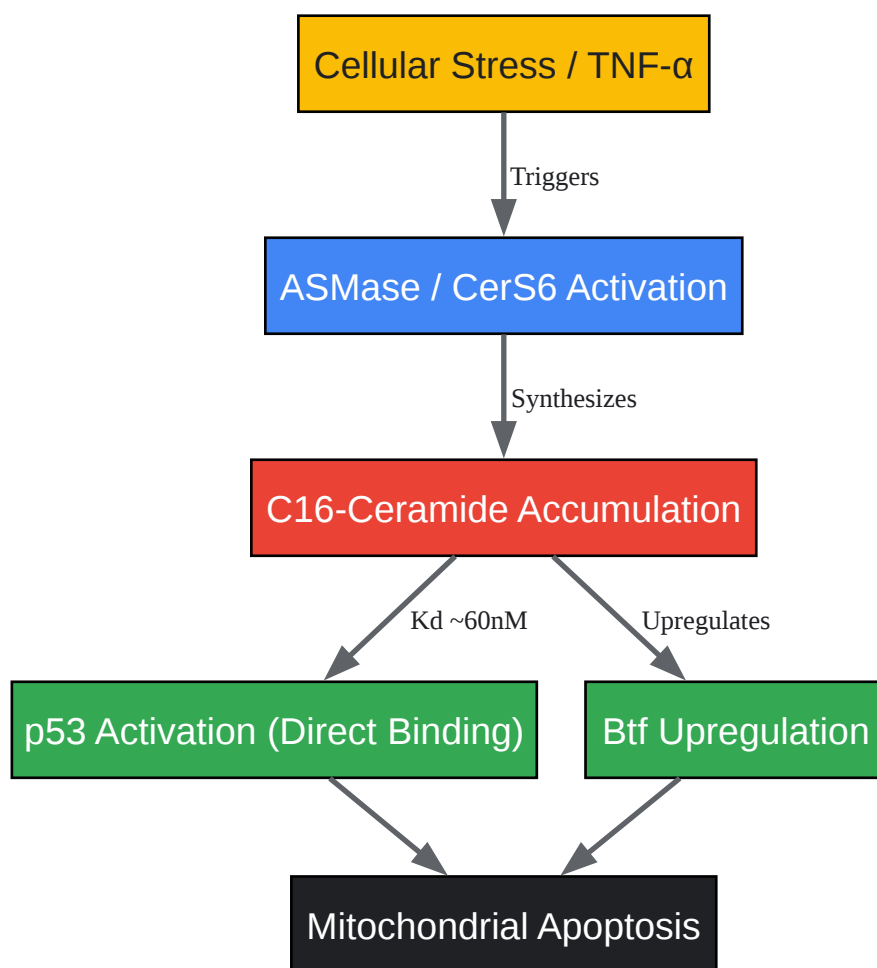 Cellular Stress / TNF-α
Triggers
ASMase / CerS6 Activation
Synthesizes
C16-Ceramide Accumulation
Kd ~60nM
Upregulates
p53 Activation (Direct Binding)
Btf Upregulation
Mitochondrial Apoptosis